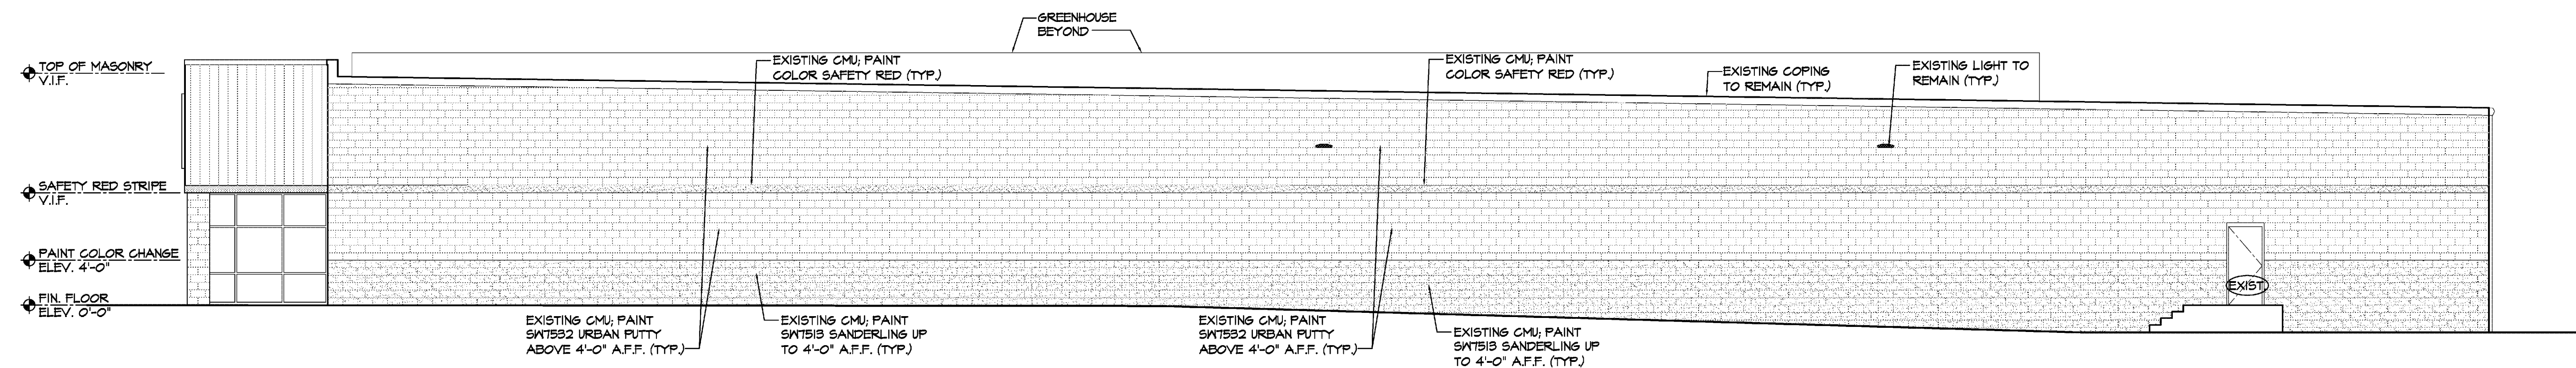 GREENHOUSE
BEYOND
TOP OF MASONRY
V.I.F.
EXISTING CMU; PAINT
COLOR SAFETY RED (TYP.)
EXISTING CMU; PAINT
COLOR SAFETY RED (TYP.)
EXISTING COPING
TO REMAIN (TYP.)
EXISTING LIGHT TO
REMAIN (TYP.)
SAFETY RED STRIPE
V.I.F.
PAINT COLOR CHANGE
ELEV. 4'-0"
EXIST
FIN. FLOOR
ELEV. 0'-0"
EXISTING CMU; PAINT
SW7532 URBAN PUTTY
ABOVE 4'-0" A.F.F. (TYP.)
EXISTING CMU; PAINT
SW7513 SANDERLING UP
TO 4'-0" A.F.F. (TYP.)
EXISTING CMU; PAINT
SW7532 URBAN PUTTY
ABOVE 4'-0" A.F.F. (TYP.)
EXISTING CMU; PAINT
SW7513 SANDERLING UP
TO 4'-0" A.F.F. (TYP.)